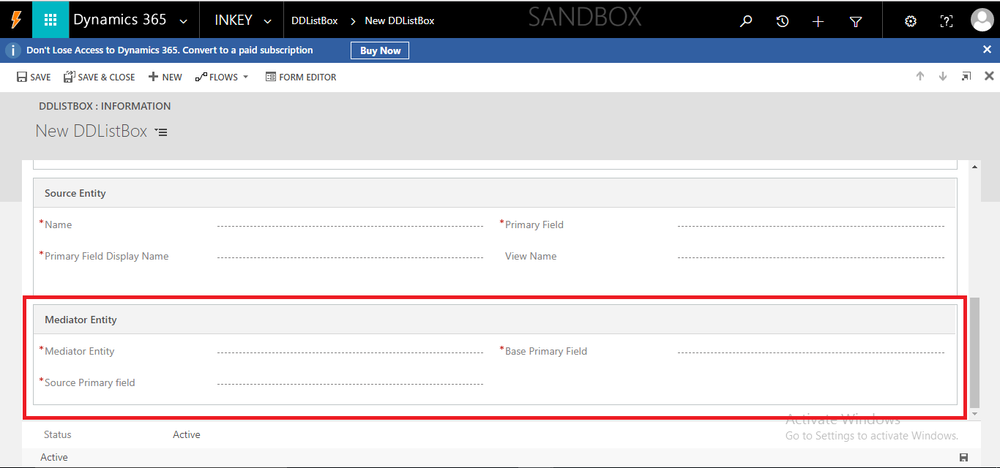 Dynamics 365 INKEY DDListBox > New DDListBox SANDBOX
Don't Lose Access to Dynamics 365. Convert to a paid subscription Buy Now
SAVE SAVE & CLOSE NEW FLOWS FORM EDITOR
DDLISTBOX : INFORMATION
New DDListBox
Source Entity
*Name *Primary Field
*Primary Field Display Name View Name
Mediator Entity
*Mediator Entity *Base Primary Field
*Source Primary field
Activate Windows
Status Active Go to Settings to activate Windows.
Active